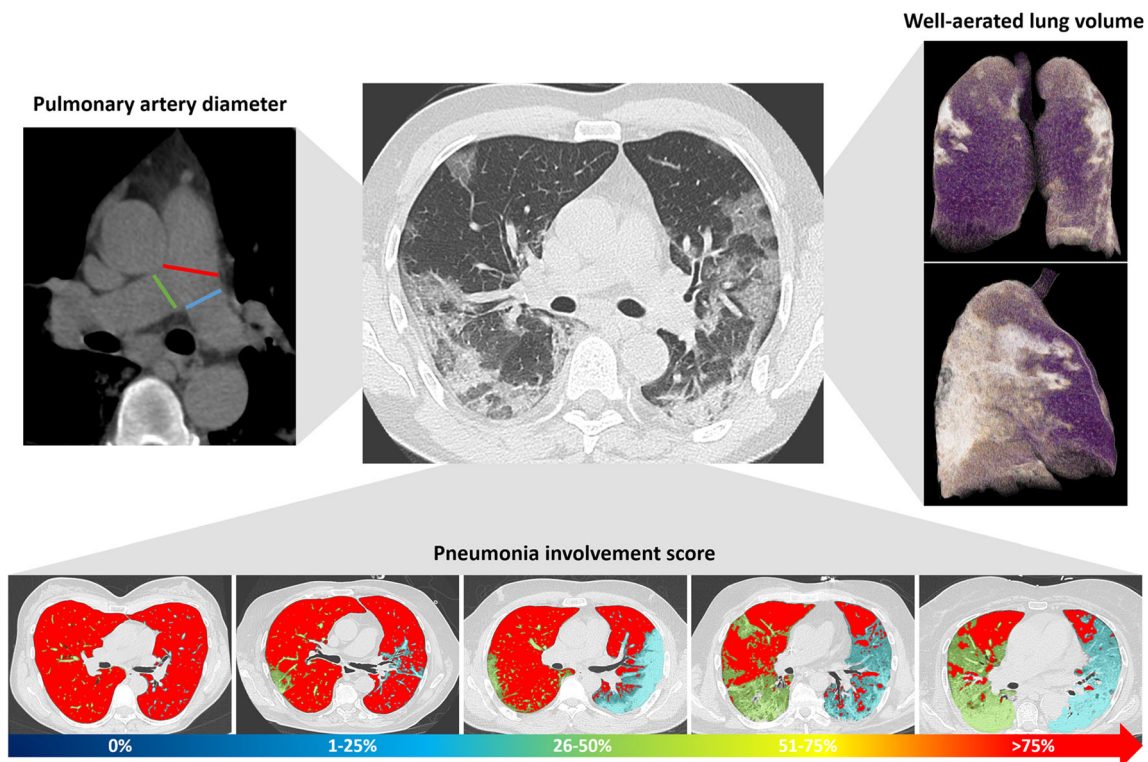 Well-aerated lung volume
Pulmonary artery diameter
Pneumonia involvement score
0%
1-25%
26-50%
51-75%
>75%